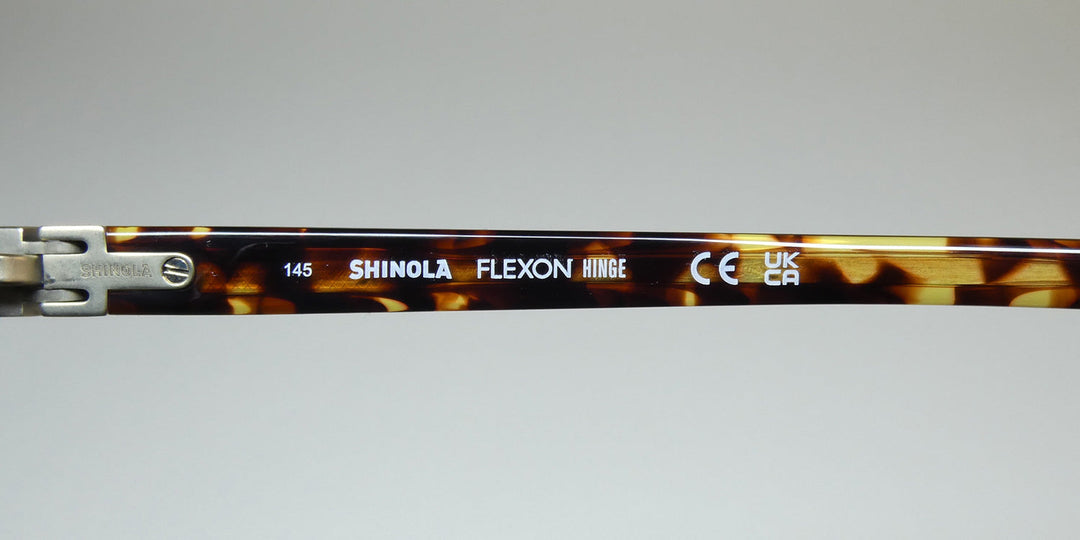 SHINOLA
145 SHINOLA FLEXON HINGE CE UK
CA